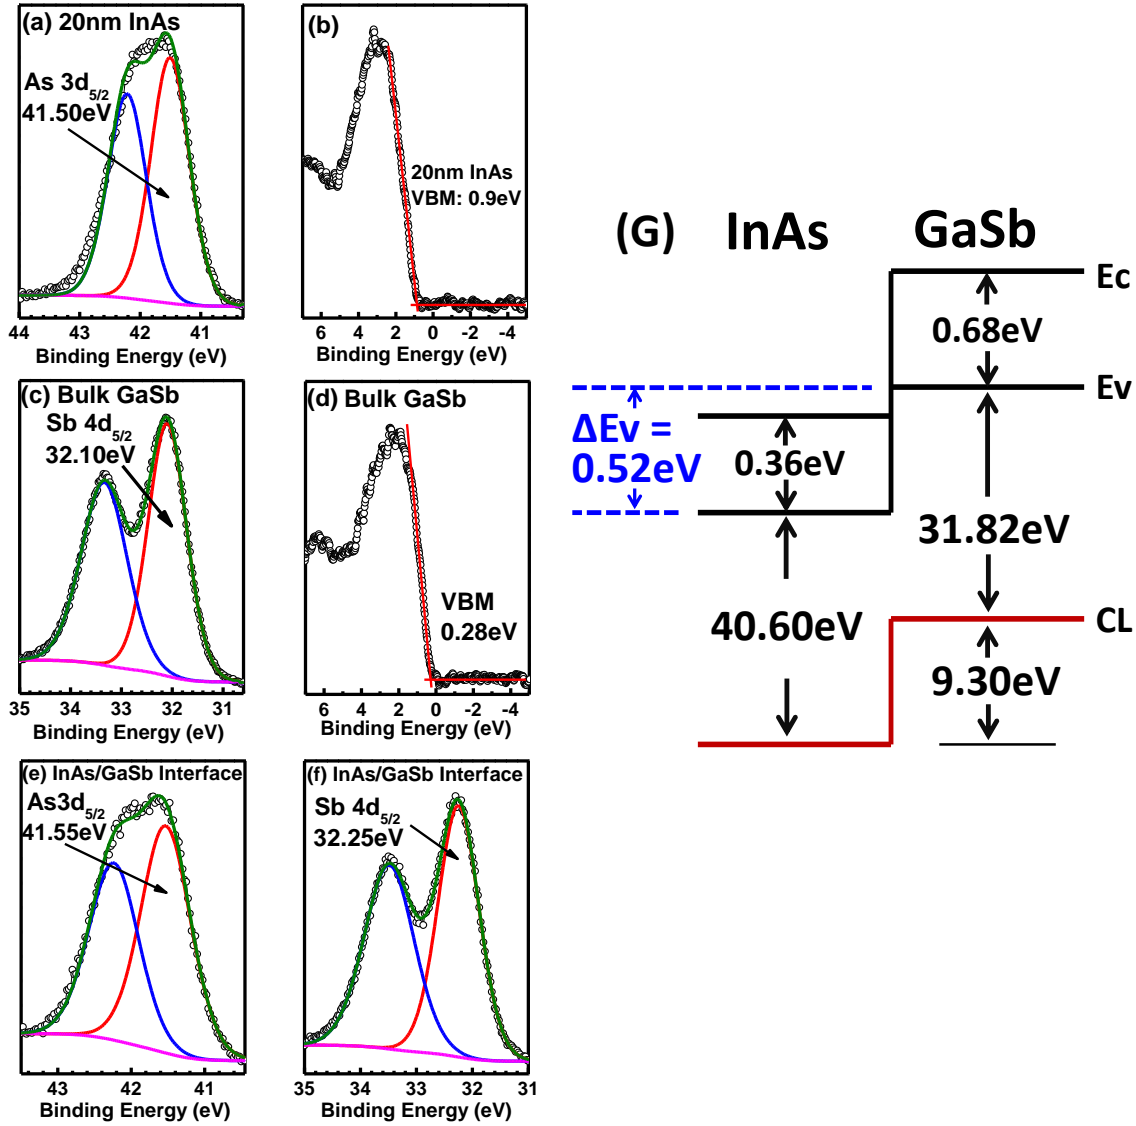 (a) 20nm InAs
As 3d5/2
41.50eV
44 43 42 41
Binding Energy (eV)
(b)
20nm InAs
VBM: 0.9eV
6 4 2 0 -2 -4
Binding Energy (eV)
(c) Bulk GaSb
Sb 4d5/2
32.10eV
35 34 33 32 31
Binding Energy (eV)
(d) Bulk GaSb
VBM
0.28eV
6 4 2 0 -2 -4
Binding Energy (eV)
(e) InAs/GaSb Interface
As3d5/2
41.55eV
43 42 41
Binding Energy (eV)
(f) InAs/GaSb Interface
Sb 4d5/2
32.25eV
35 34 33 32 31
Binding Energy (eV)
(G) InAs GaSb
Ec
0.68eV
Ev
ΔEv =
0.52eV
0.36eV
31.82eV
40.60eV
CL
9.30eV